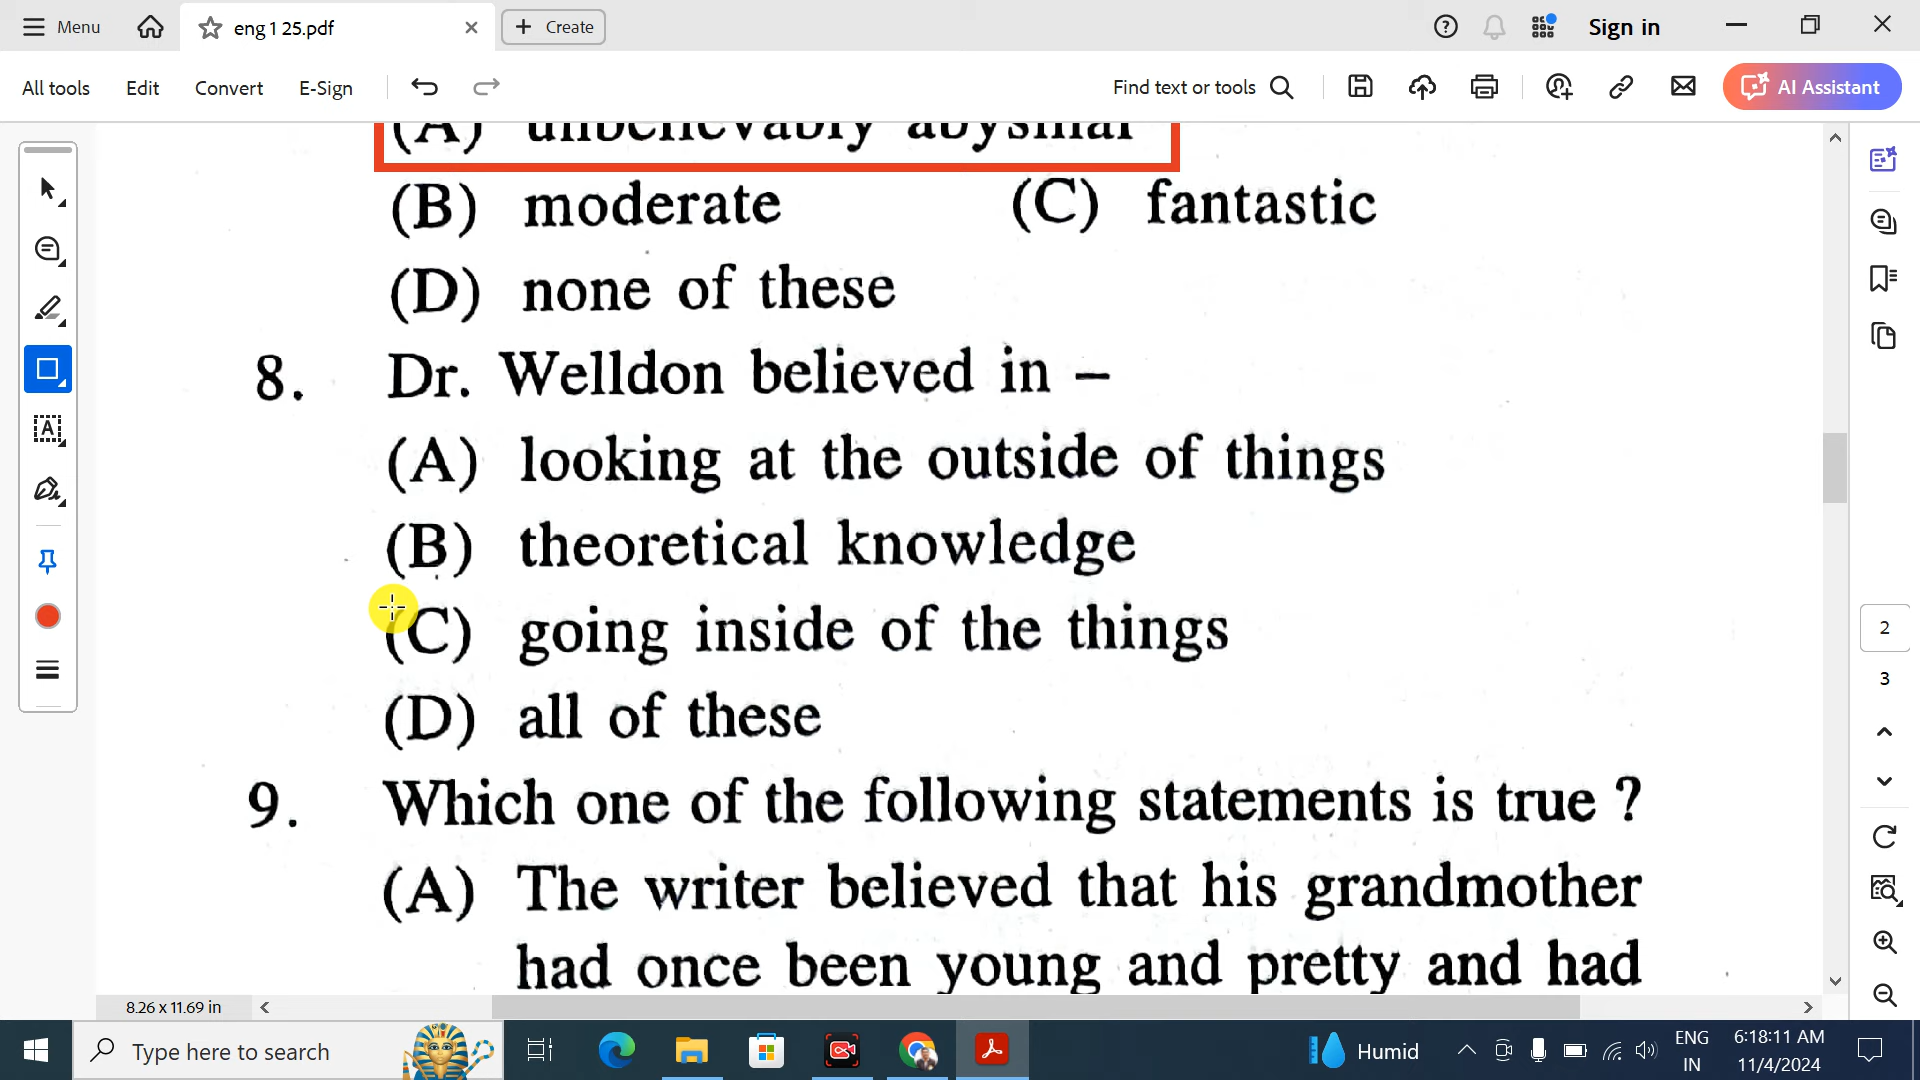 Menu
eng 1 25.pdf
Create
Sign in
All tools
Edit
Convert
E-Sign
Find text or tools
AI Assistant
(A) unbelievably abysmal
(B) moderate (C) fantastic
(D) none of these
8. Dr. Welldon believed in –
(A) looking at the outside of things
(B) theoretical knowledge
(C) going inside of the things
(D) all of these
9. Which one of the following statements is true ?
(A) The writer believed that his grandmother
had once been young and pretty and had
2
3
8.26 x 11.69 in
Type here to search
Humid
ENG
IN
6:18:11 AM
11/4/2024